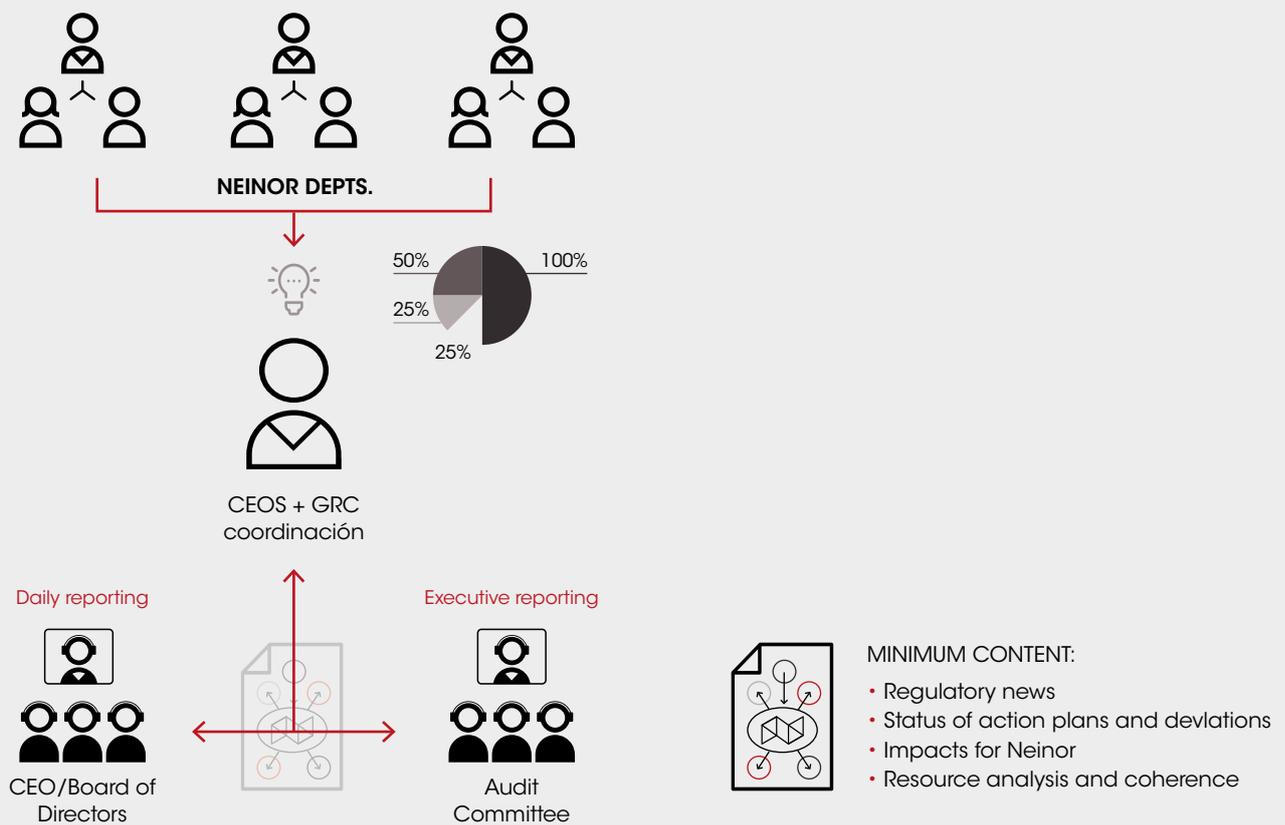 NEINOR DEPTS.
50%
100%
25%
25%
CEOS + GRC
coordinación
Daily reporting
Executive reporting
CEO/Board of
Directors
Audit
Committee
MINIMUM CONTENT:
• Regulatory news
• Status of action plans and devlations
• Impacts for Neinor
• Resource analysis and coherence